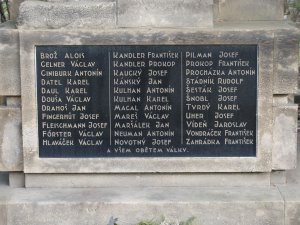 BROŽ ALOIS
CELNER VÁCLAV
GINIBURK ANTONÍN
DATEL KAREL
DAUL KAREL
DOUŠA VÁCLAV
DRAHOŠ JAN
FINGERHUT JOSEF
FLEISCHMANN JOSEF
FÖRSTER VÁCLAV
HLAVÁČEK VÁCLAV
KANDLER FRANTIŠEK
KANDLER PROKOP
KAUCKÝ JOSEF
KÁNSKÝ JAN
KULHAN ANTONÍN
KULHAN KAREL
MACAL ANTONÍN
MAREŠ VÁCLAV
MARŠÁLEK JAN
NEUMAN ANTONÍN
NOVOTNÝ JOSEF
PILMAN JOSEF
PROKOP FRANTIŠEK
PROCHÁZKA ANTONÍN
STÁDNÍK RUDOLF
ŠESTÁK JOSEF
ŠNOBL JOSEF
TVRDÝ KAREL
UHER JOSEF
VIDEŇ JAROSLAV
VONDRÁČEK FRANTIŠEK
ZAHRÁDKA FRANTIŠEK
A VŠEM OBĚTEM VÁLKY.